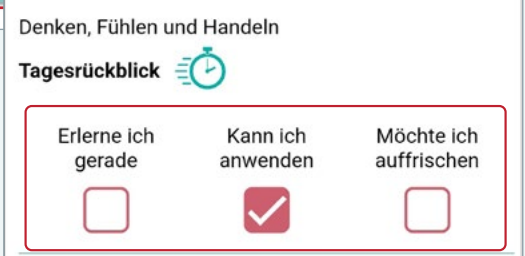 Denken, Fühlen und Handeln
Tagesrückblick
Erlerne ich gerade
Kann ich anwenden
Möchte ich auffrischen